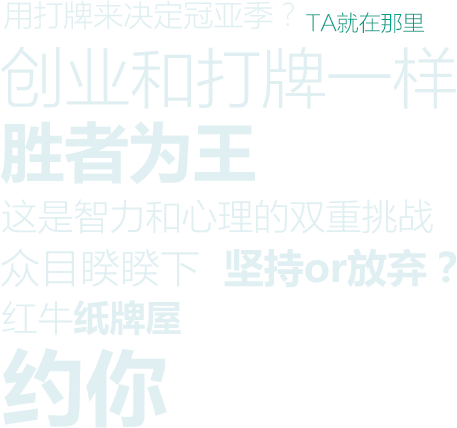 用打牌来决定冠亚季？ TA就在那里
创业和打牌一样
胜者为王
这是智力和心理的双重挑战
众目睽睽下 坚持or放弃？
红牛纸牌屋
约你